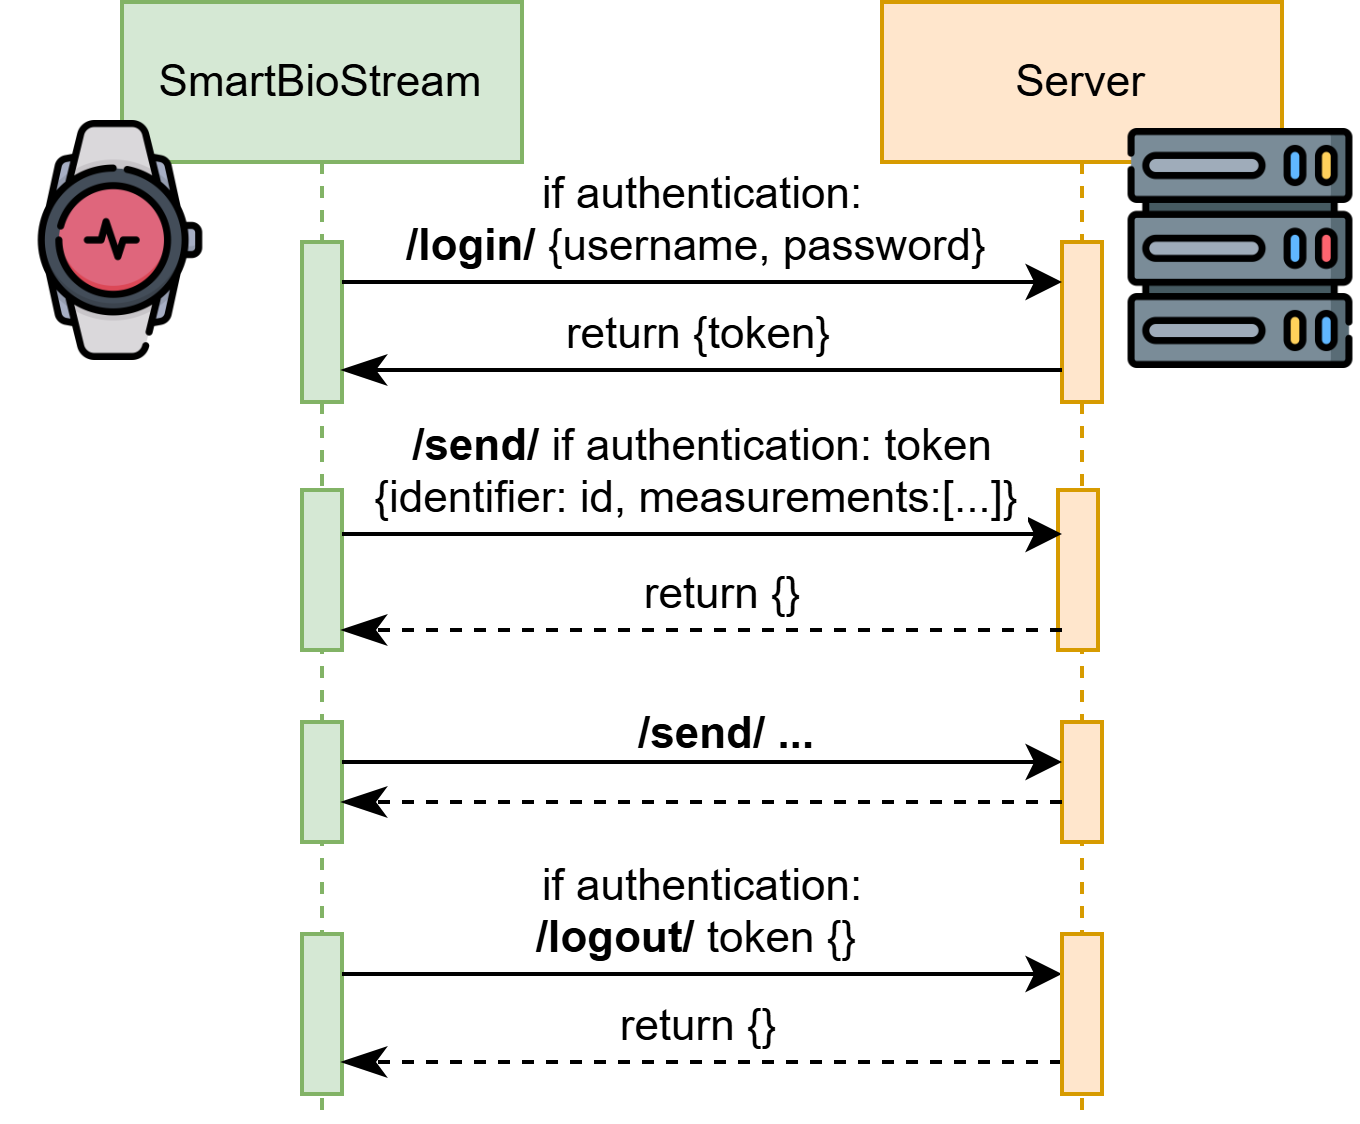 SmartBioStream
Server
if authentication:
/login/ {username, password}
return {token}
/send/ if authentication: token
{identifier: id, measurements:[...]}
return {}
/send/ ...
if authentication:
/logout/ token {}
return {}